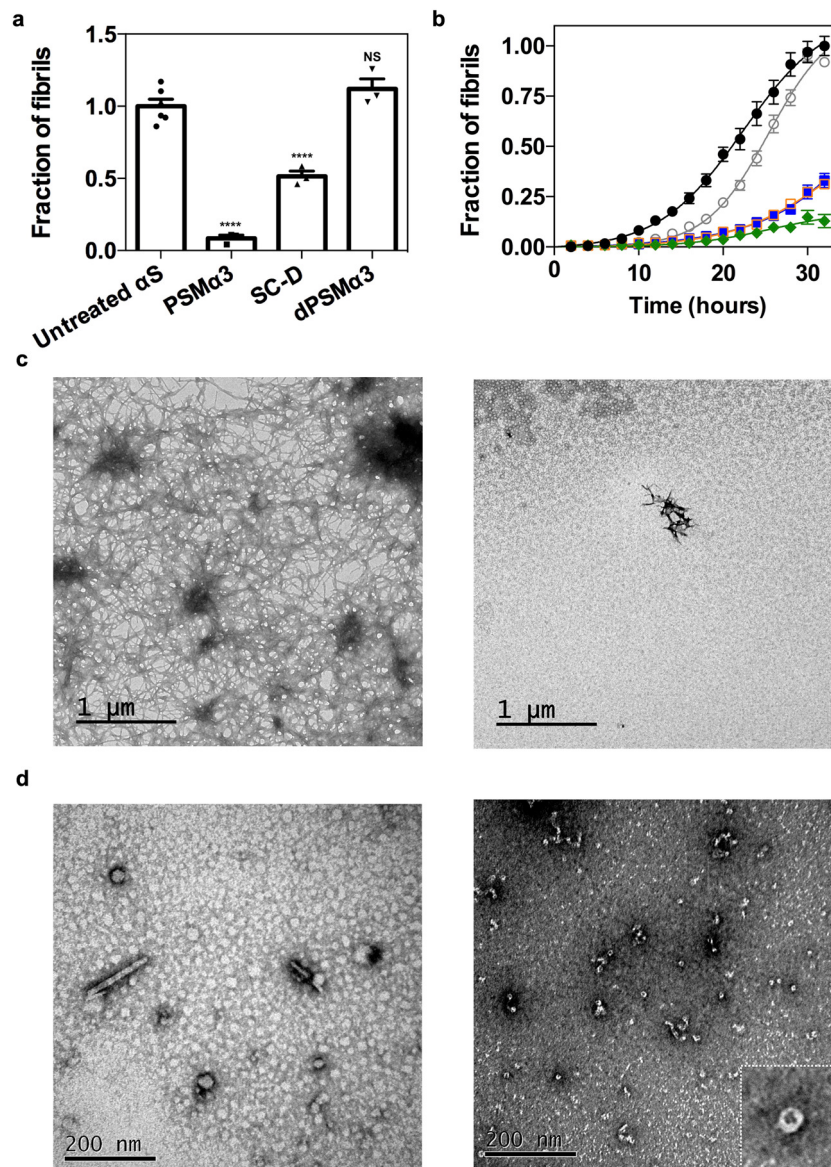 a
1.5
1.0
0.5
0.0
Fraction of fibrils
****
****
NS
Untreated αS
PSMα3
SC-D
dPSMα3
b
1.00
0.75
0.50
0.25
0.00
Fraction of fibrils
0
10
20
30
Time (hours)
c
1 µm
1 µm
d
200 nm
200 nm